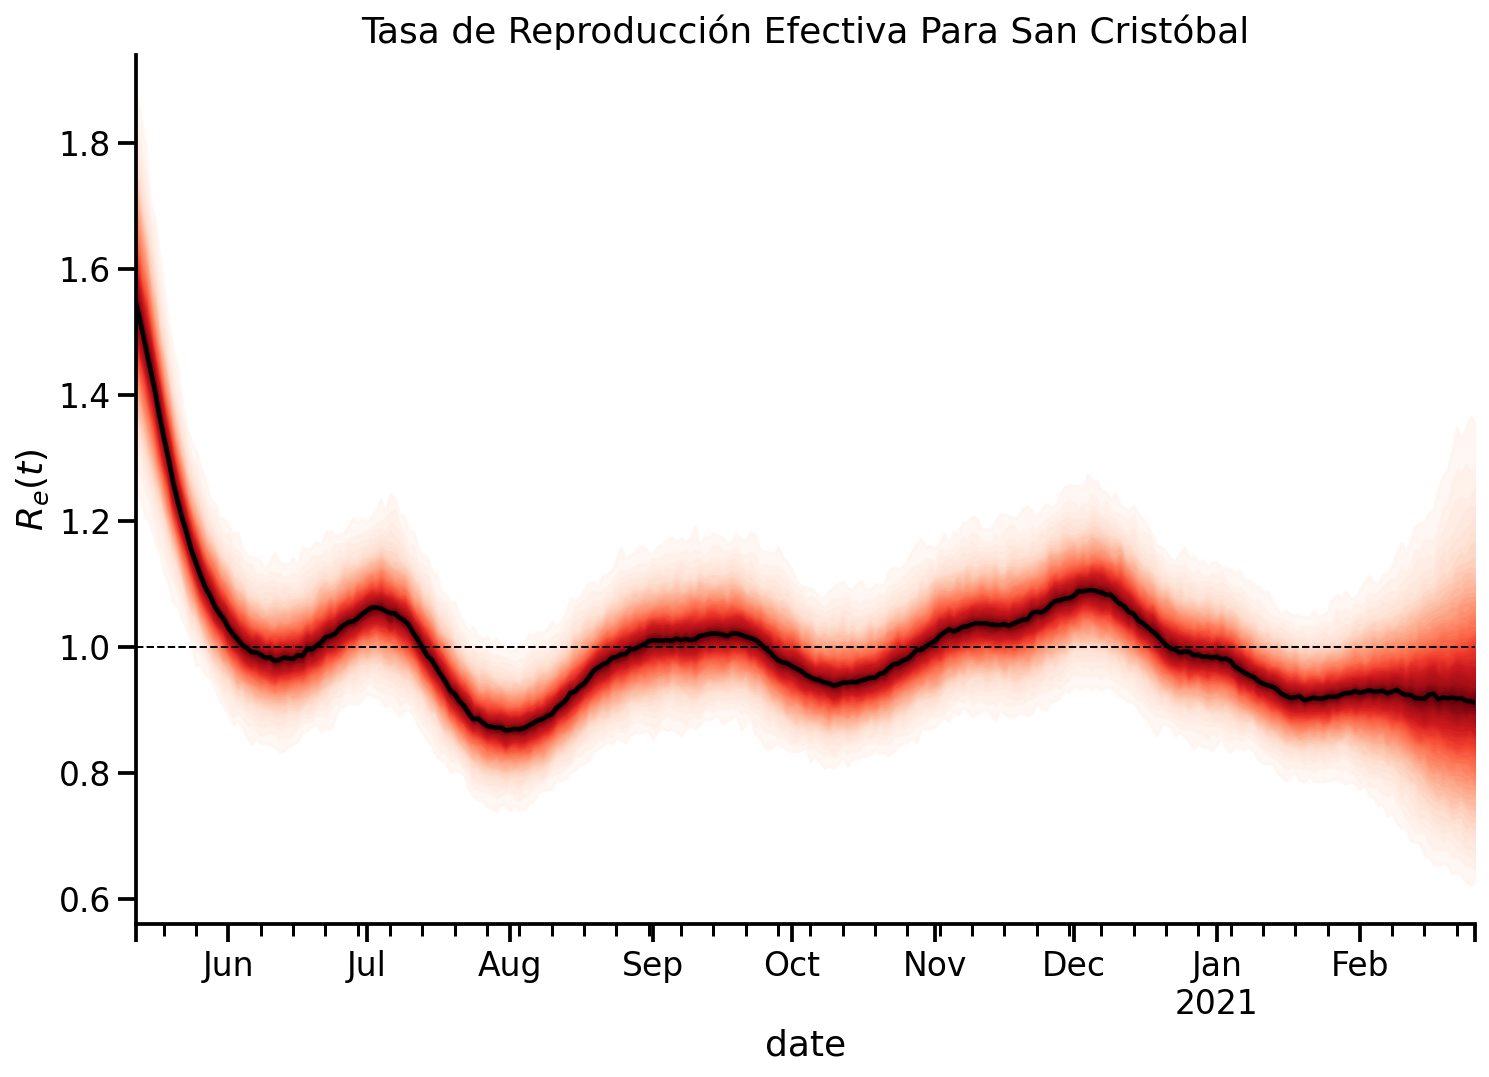 Tasa de Reproducción Efectiva Para San Cristóbal
1.8
1.6
1.4
1.2
1.0
0.8
0.6
Rₑ(t)
Jun Jul Aug Sep Oct Nov Dec Jan Feb
2021
date